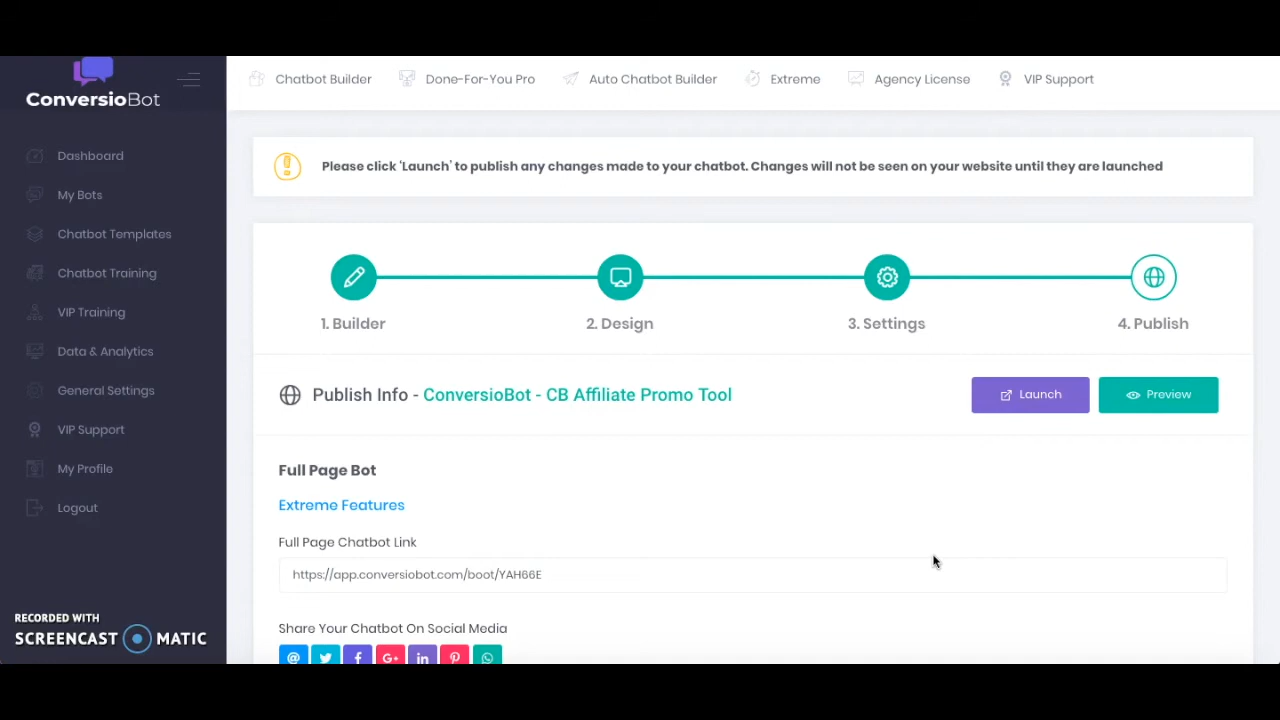 ConversioBot
Chatbot Builder
Done-For-You Pro
Auto Chatbot Builder
Extreme
Agency License
VIP Support
Dashboard
My Bots
Chatbot Templates
Chatbot Training
VIP Training
Data & Analytics
General Settings
VIP Support
My Profile
Logout
RECORDED WITH
SCREENCAST MATIC
Please click 'Launch' to publish any changes made to your chatbot. Changes will not be seen on your website until they are launched
1. Builder
2. Design
3. Settings
4. Publish
Publish Info - ConversioBot - CB Affiliate Promo Tool
Launch
Preview
Full Page Bot
Extreme Features
Full Page Chatbot Link
https://app.conversiobot.com/boot/YAH66E
Share Your Chatbot On Social Media